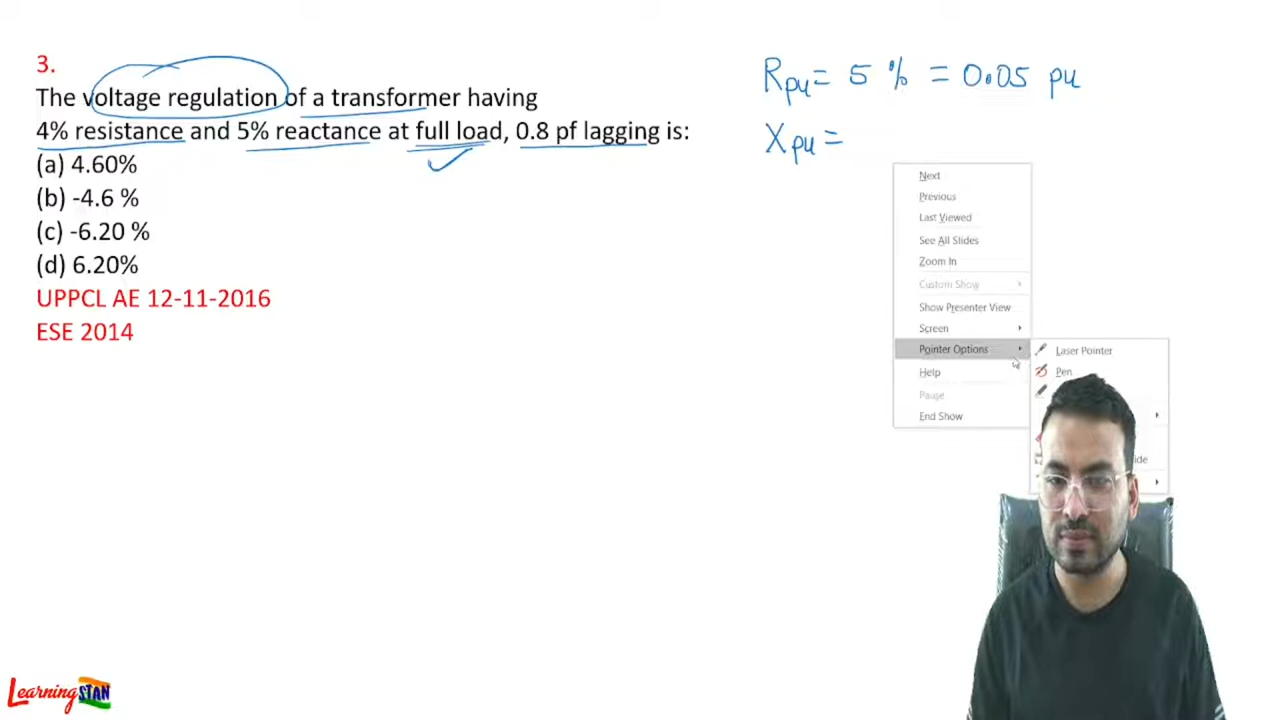 3.
The voltage regulation of a transformer having
4% resistance and 5% reactance at full load, 0.8 pf lagging is:
(a) 4.60%
(b) -4.6 %
(c) -6.20 %
(d) 6.20%
UPPCL AE 12-11-2016
ESE 2014
Rpu = 5 % = 0.05 pu
Xpu =
Next
Previous
Last Viewed
See All Slides
Zoom In
Custom Show
Show Presenter View
Screen
Pointer Options
Help
Pause
End Show
Laser Pointer
Pen
LearningSTAN